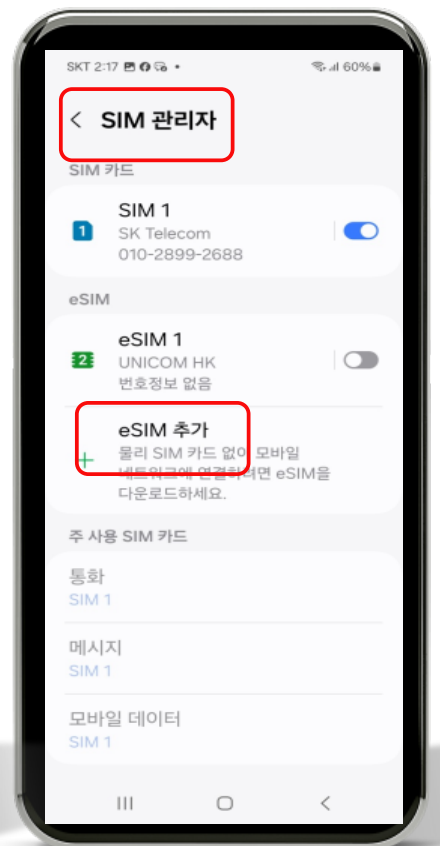 SKT 2:17
60%
SIM 관리자
SIM 카드
SIM 1
1
SK Telecom
010-2899-2688
eSIM
eSIM 1
2
UNICOM HK
번호정보 없음
eSIM 추가
물리 SIM 카드 없이 모바일
네트워크에 연결하려면 eSIM을
다운로드하세요.
주 사용 SIM 카드
통화
SIM 1
메시지
SIM 1
모바일 데이터
SIM 1